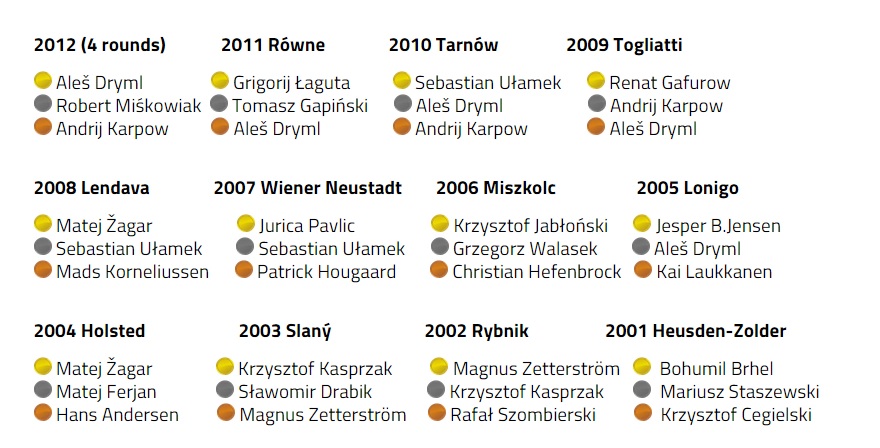 2012 (4 rounds)
Aleš Dryml
Robert Miśkowiak
Andrij Karpow
2011 Równe
Grigorij Łaguta
Tomasz Gapiński
Aleš Dryml
2010 Tarnów
Sebastian Ułamek
Aleš Dryml
Andrij Karpow
2009 Togliatti
Renat Gafurow
Andrij Karpow
Aleš Dryml
2008 Lendava
Matej Žagar
Sebastian Ułamek
Mads Korneliussen
2007 Wiener Neustadt
Jurica Pavlic
Sebastian Ułamek
Patrick Hougaard
2006 Miszkolc
Krzysztof Jabłoński
Grzegorz Walasek
Christian Hefenbrock
2005 Lonigo
Jesper B.Jensen
Aleš Dryml
Kai Laukkanen
2004 Holsted
Matej Žagar
Matej Ferjan
Hans Andersen
2003 Slaný
Krzysztof Kasprzak
Sławomir Drabik
Magnus Zetterström
2002 Rybnik
Magnus Zetterström
Krzysztof Kasprzak
Rafał Szombierski
2001 Heusden-Zolder
Bohumil Brhel
Mariusz Staszewski
Krzysztof Cegielski